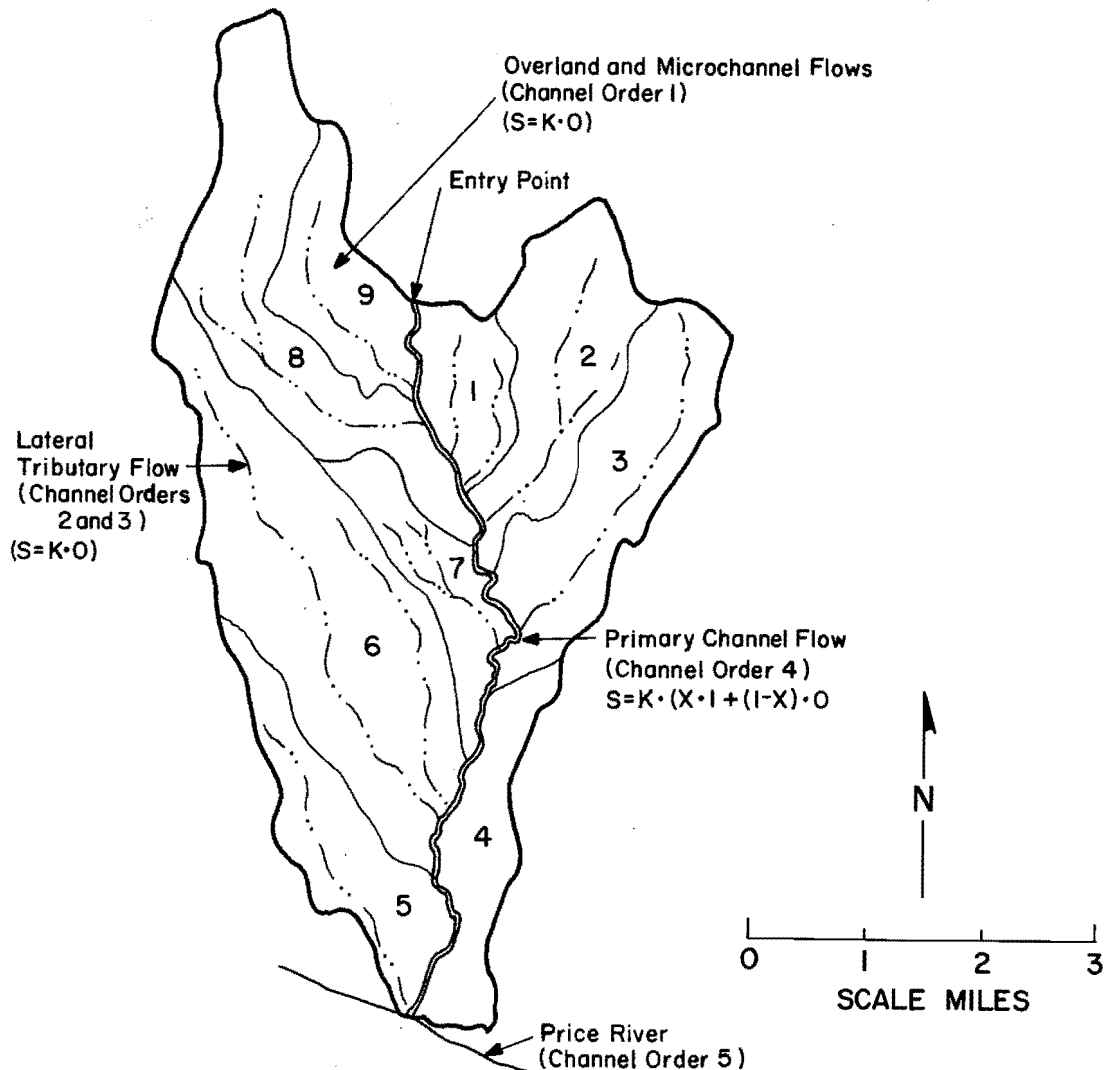 Overland and Microchannel Flows
(Channel Order 1)
(S=K·O)
Entry Point
9
8
1
2
3
Lateral
Tributary Flow
(Channel Orders
2 and 3)
(S=K·O)
7
6
Primary Channel Flow
(Channel Order 4)
S=K·(X·I+(1-X)·O
N
4
5
0 1 2 3
SCALE MILES
Price River
(Channel Order 5)